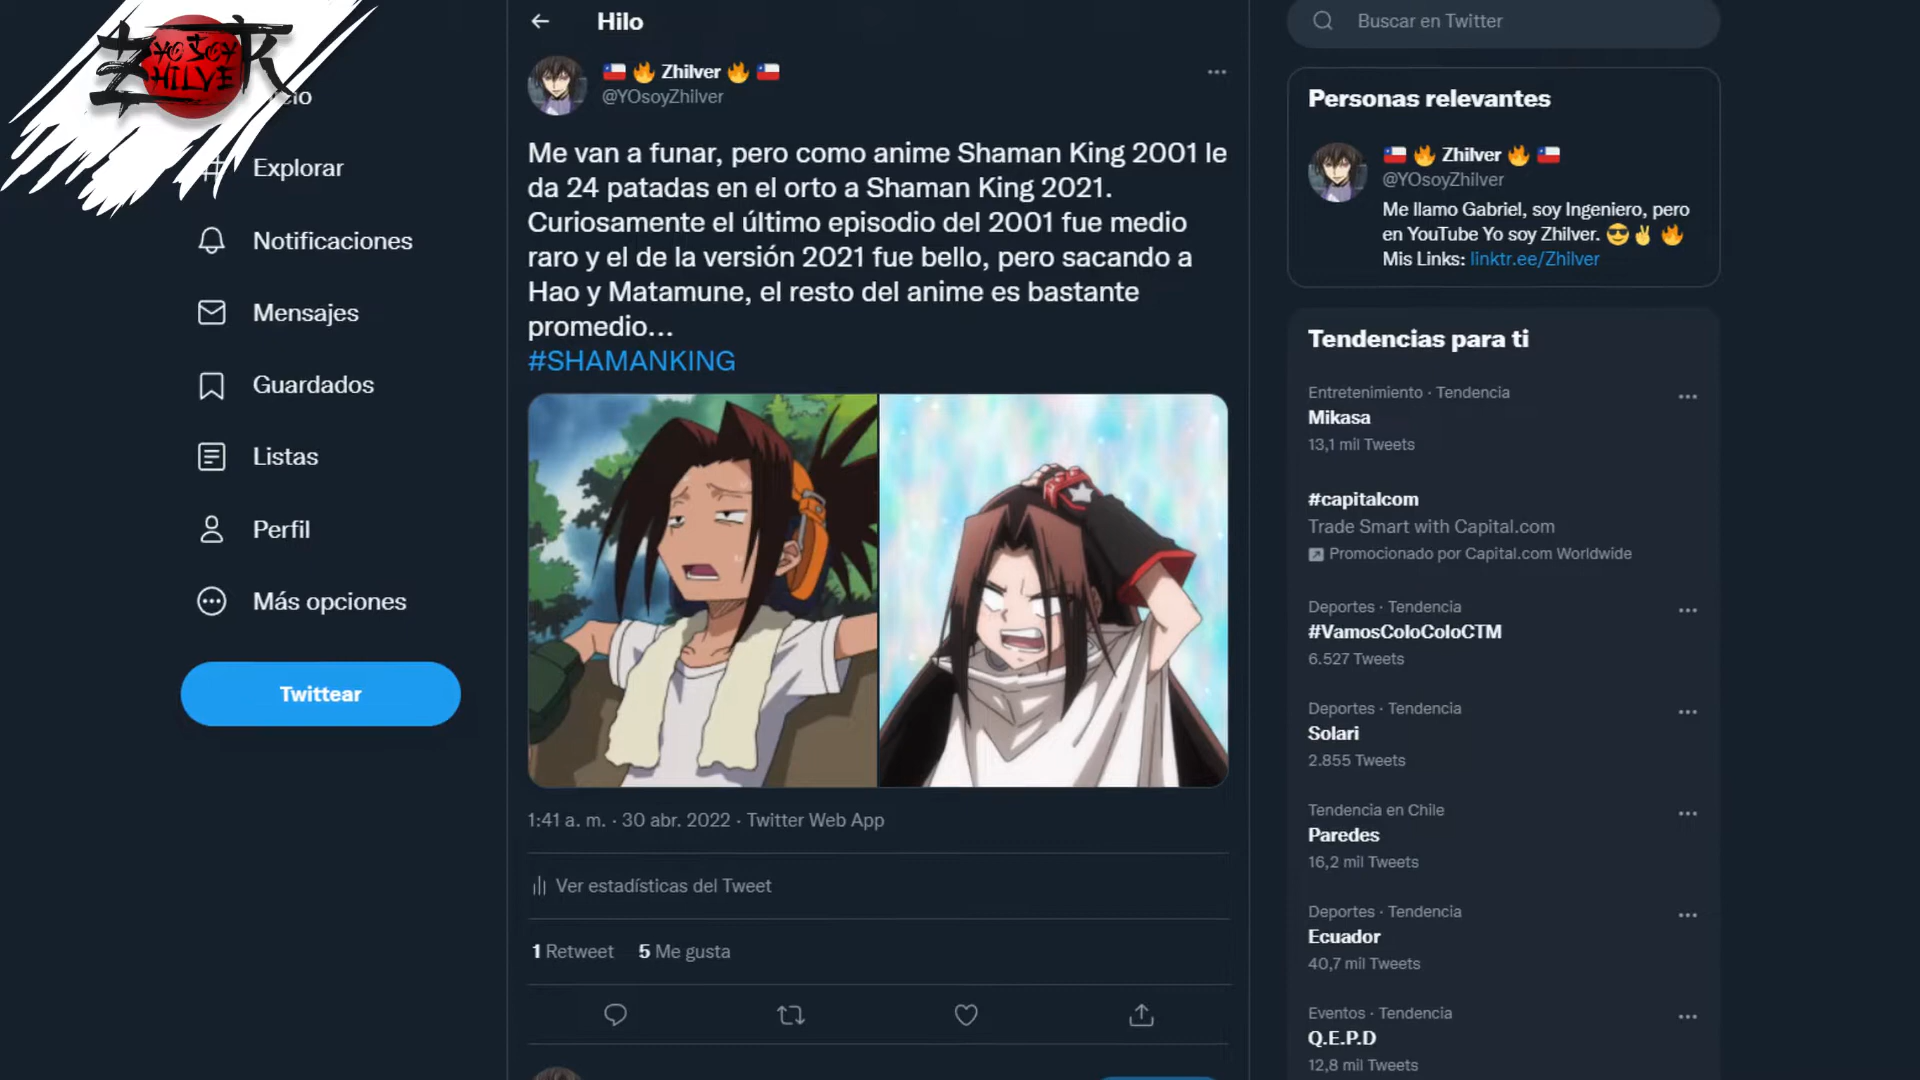 YO SOY
ZHILVER
cio
Explorar
Notificaciones
Mensajes
Guardados
Listas
Perfil
Más opciones
Twittear
Hilo
🇨🇱 🔥 Zhilver 🔥 🇨🇱
@YOsoyZhilver
Me van a funar, pero como anime Shaman King 2001 le
da 24 patadas en el orto a Shaman King 2021.
Curiosamente el último episodio del 2001 fue medio
raro y el de la versión 2021 fue bello, pero sacando a
Hao y Matamune, el resto del anime es bastante
promedio...
#SHAMANKING
1:41 a. m. · 30 abr. 2022 · Twitter Web App
Ver estadísticas del Tweet
1 Retweet 5 Me gusta
Buscar en Twitter
Personas relevantes
🇨🇱 🔥 Zhilver 🔥 🇨🇱
@YOsoyZhilver
Me llamo Gabriel, soy Ingeniero, pero
en YouTube Yo soy Zhilver. 😎✌️ 🔥
Mis Links: linktr.ee/Zhilver
Tendencias para ti
Entretenimiento · Tendencia
Mikasa
13,1 mil Tweets
#capitalcom
Trade Smart with Capital.com
Promocionado por Capital.com Worldwide
Deportes · Tendencia
#VamosColoColoCTM
6.527 Tweets
Deportes · Tendencia
Solari
2.855 Tweets
Tendencia en Chile
Paredes
16,2 mil Tweets
Deportes · Tendencia
Ecuador
40,7 mil Tweets
Eventos · Tendencia
Q.E.P.D
12,8 mil Tweets